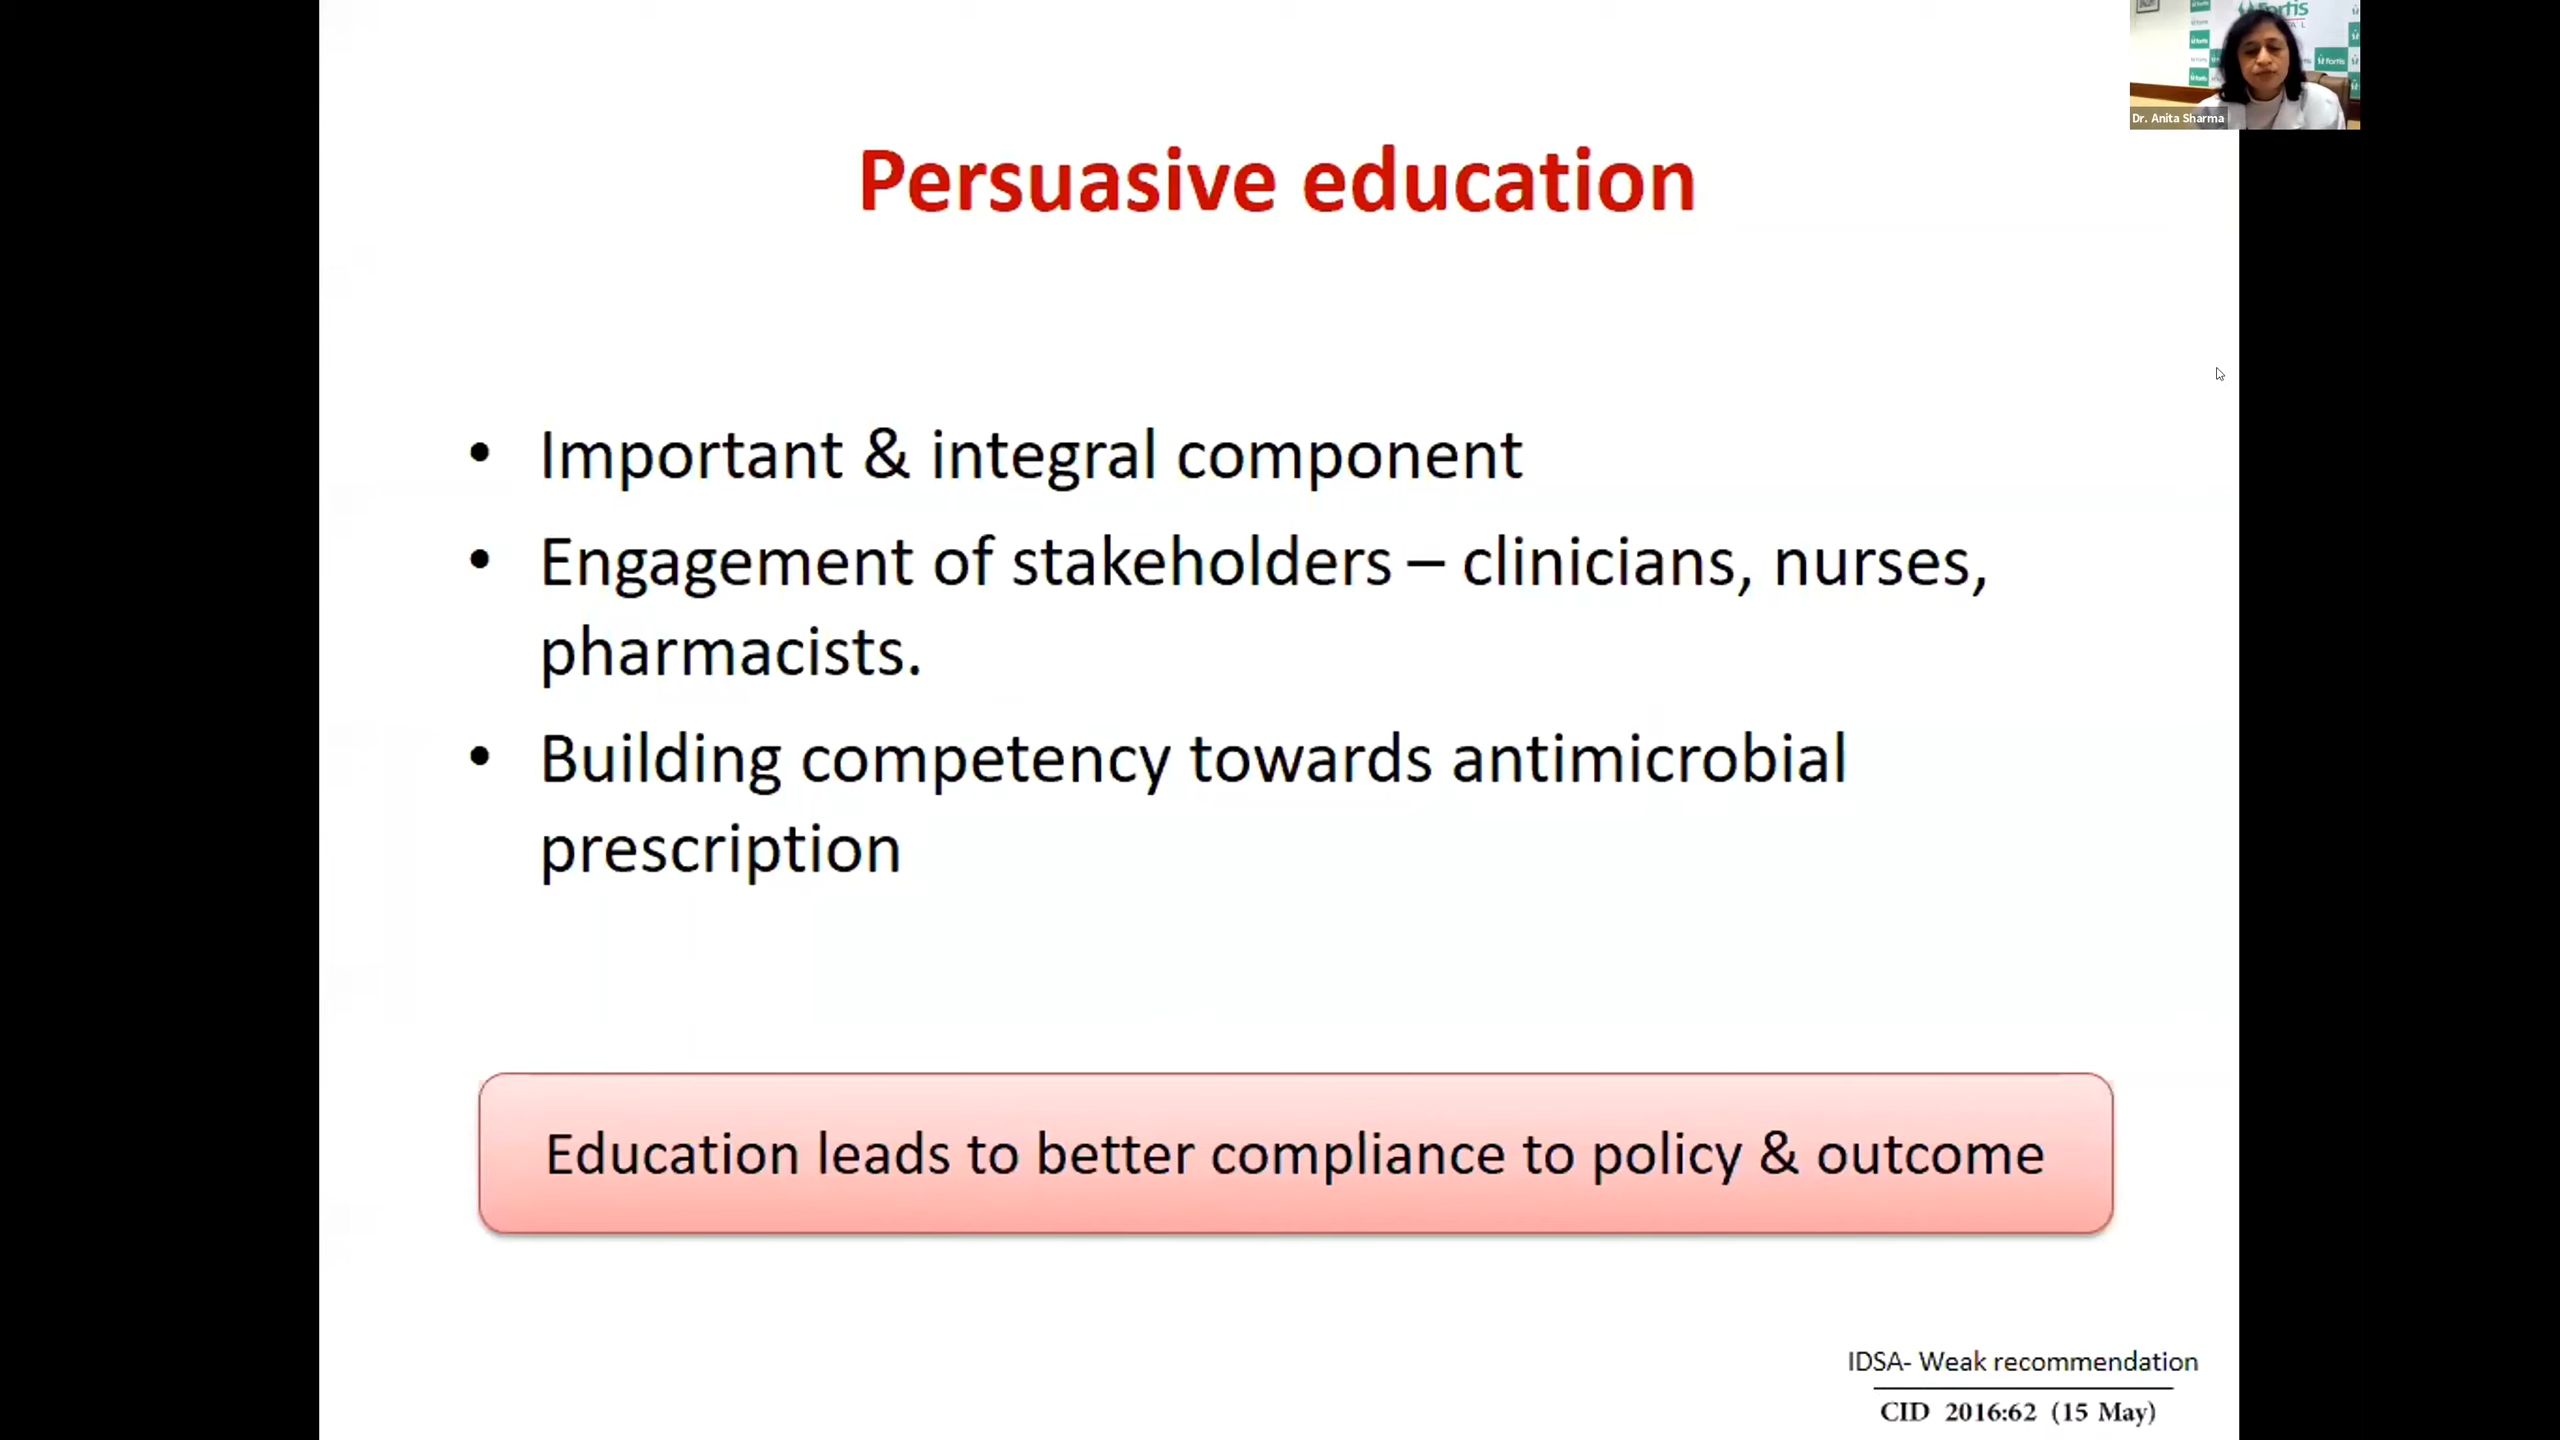 fortis
Dr. Anita Sharma
Persuasive education
• Important & integral component
• Engagement of stakeholders – clinicians, nurses,
pharmacists.
• Building competency towards antimicrobial
prescription
Education leads to better compliance to policy & outcome
IDSA- Weak recommendation
CID 2016:62 (15 May)